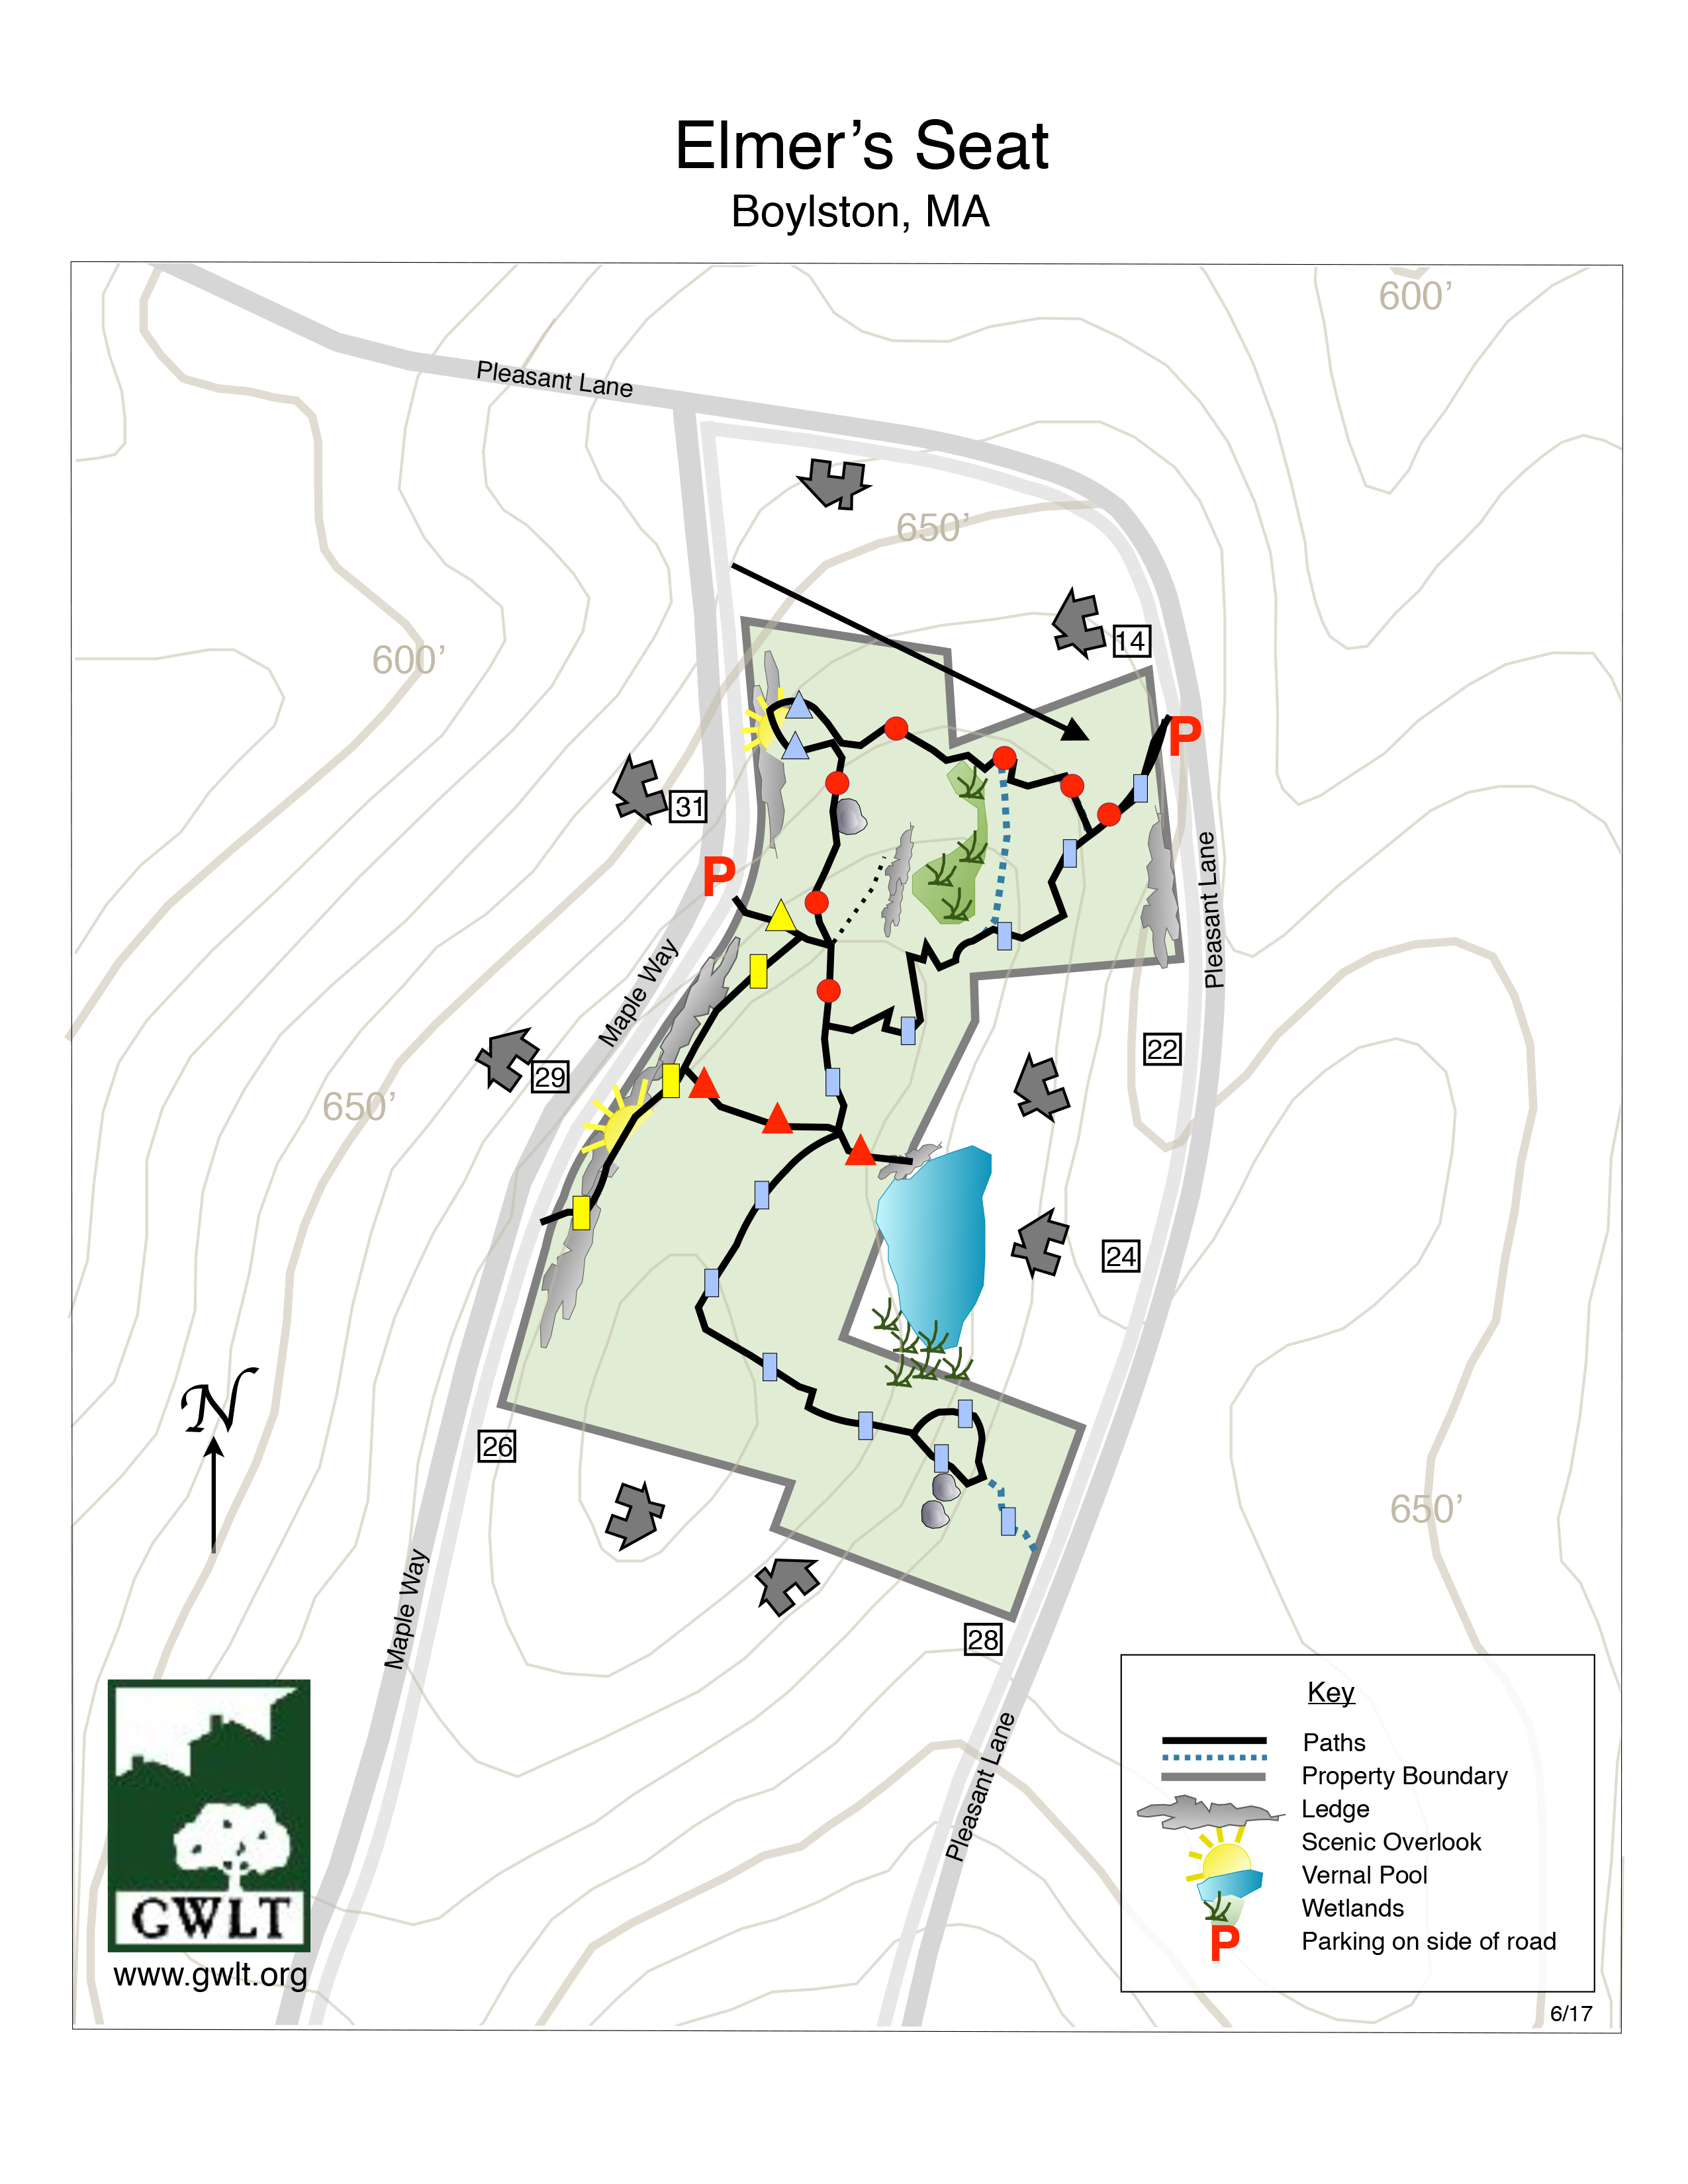 Elmer’s Seat
Boylston, MA
600’
Pleasant Lane
650’
14
600’
31
P
P
Pleasant Lane
Maple Way
22
29
650’
24
N
26
650’
Maple Way
28
Pleasant Lane
Key
Paths
Property Boundary
Ledge
Scenic Overlook
Vernal Pool
Wetlands
P Parking on side of road
GWLT
www.gwlt.org
6/17